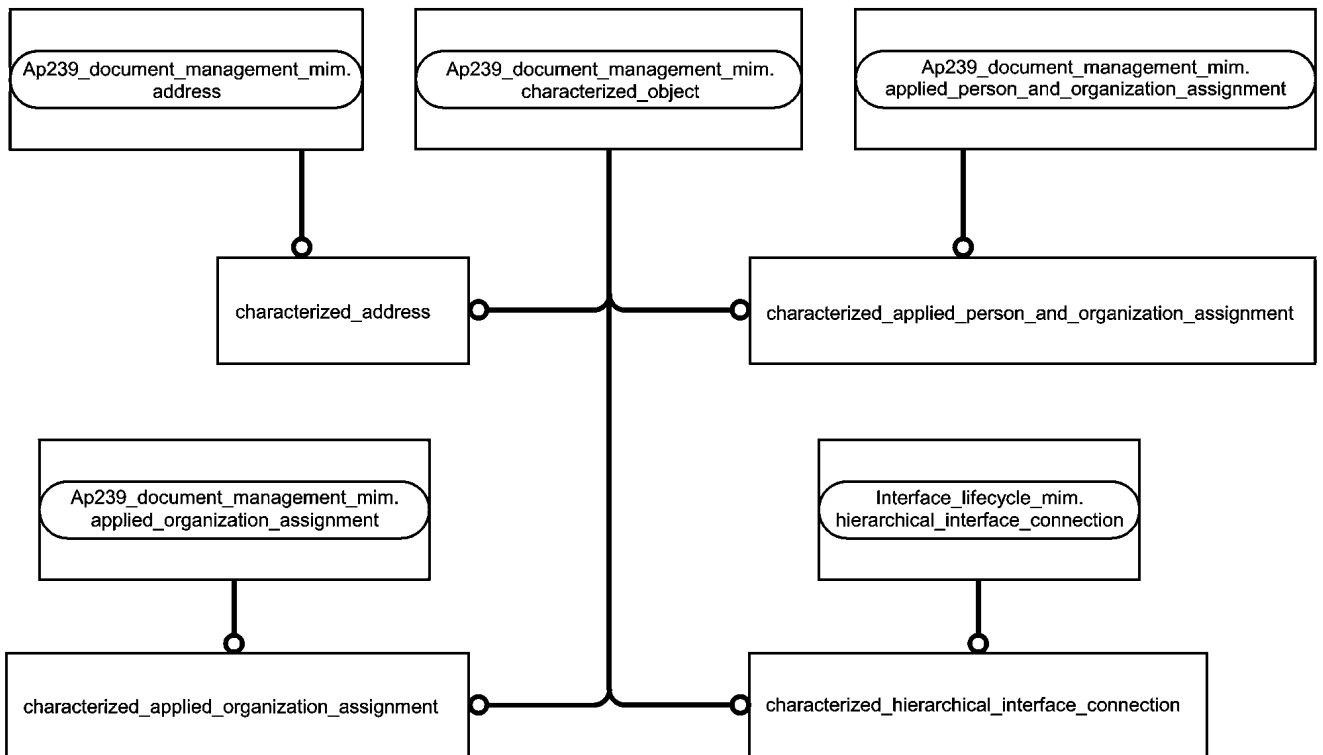 Ap239_document_management_mim.
address
Ap239_document_management_mim.
characterized_object
Ap239_document_management_mim.
applied_person_and_organization_assignment
characterized_address
characterized_applied_person_and_organization_assignment
Ap239_document_management_mim.
applied_organization_assignment
Interface_lifecycle_mim.
hierarchical_interface_connection
characterized_applied_organization_assignment
characterized_hierarchical_interface_connection